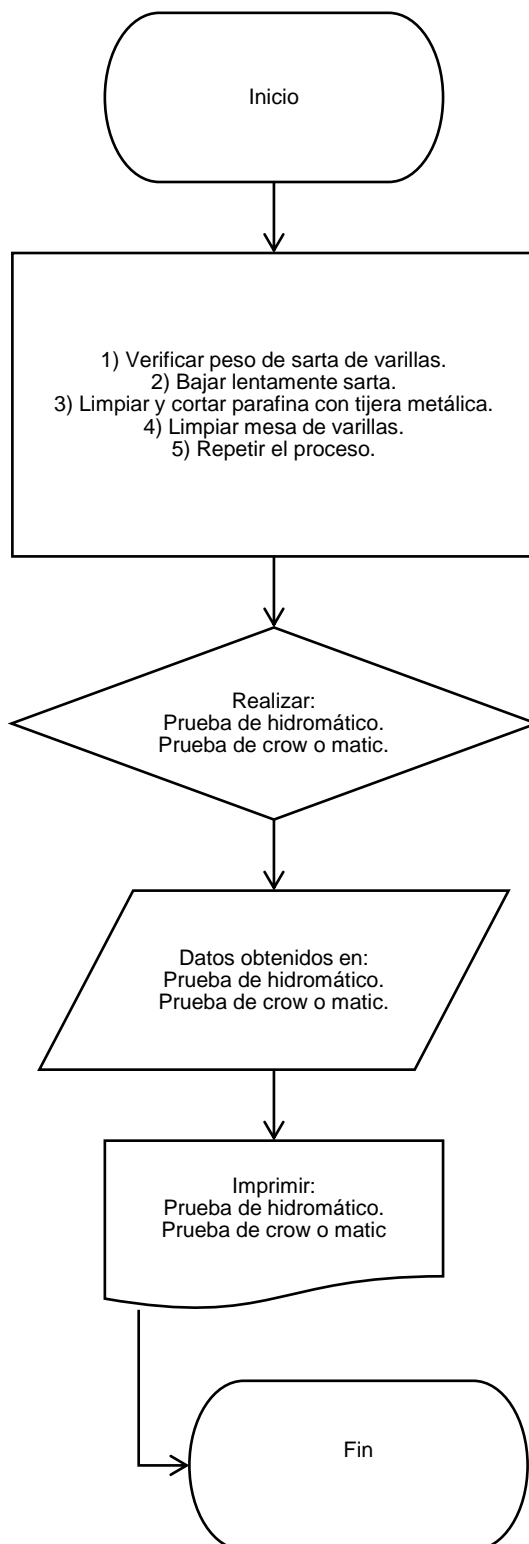 Inicio
1) Verificar peso de sarta de varillas.
2) Bajar lentamente sarta.
3) Limpiar y cortar parafina con tijera metálica.
4) Limpiar mesa de varillas.
5) Repetir el proceso.
Realizar:
Prueba de hidromático.
Prueba de crow o matic.
Datos obtenidos en:
Prueba de hidromático.
Prueba de crow o matic.
Imprimir:
Prueba de hidromático.
Prueba de crow o matic
Fin